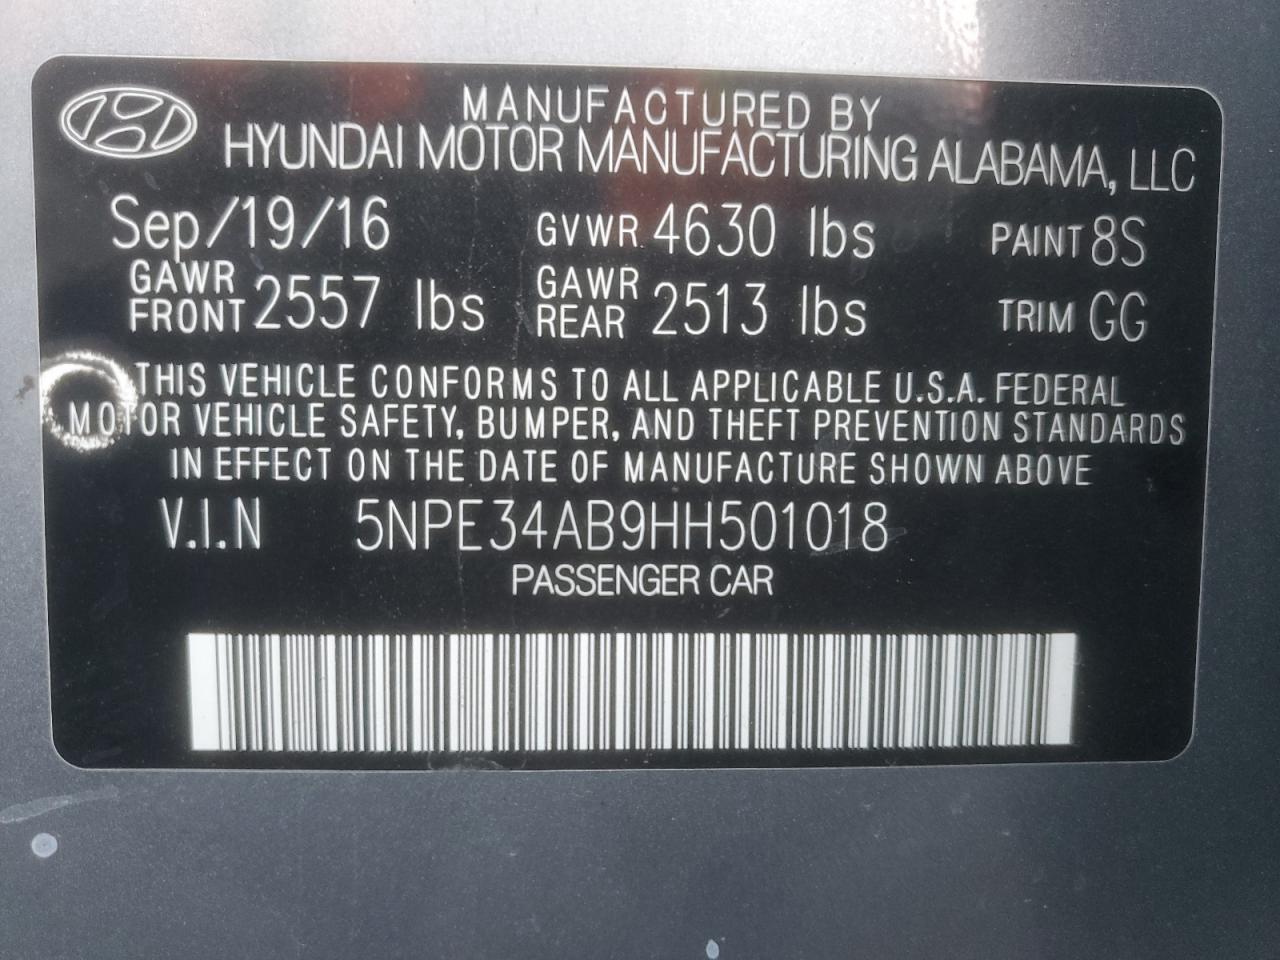 MANUFACTURED BY
HYUNDAI MOTOR MANUFACTURING ALABAMA, LLC
Sep/19/16 GVWR 4630 lbs PAINT 8S
GAWR FRONT 2557 lbs GAWR REAR 2513 lbs TRIM GG
THIS VEHICLE CONFORMS TO ALL APPLICABLE U.S.A. FEDERAL
MOTOR VEHICLE SAFETY, BUMPER, AND THEFT PREVENTION STANDARDS
IN EFFECT ON THE DATE OF MANUFACTURE SHOWN ABOVE
V.I.N 5NPE34AB9HH501018
PASSENGER CAR